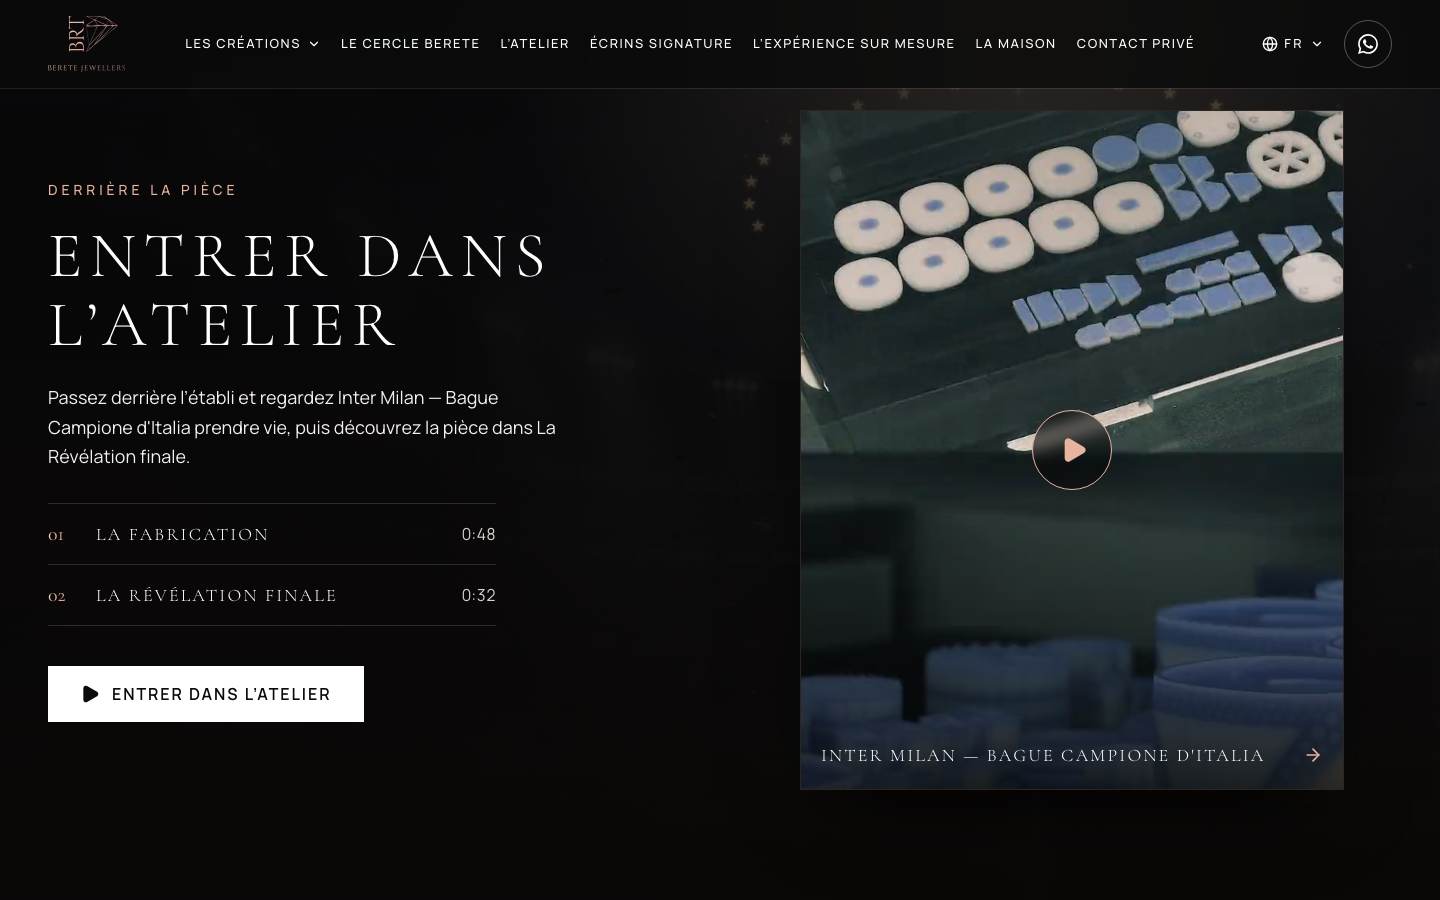 BRT
BERETE JEWELLERS
LES CRÉATIONS
LE CERCLE BERETE
L’ATELIER
ÉCRINS SIGNATURE
L’EXPÉRIENCE SUR MESURE
LA MAISON
CONTACT PRIVÉ
FR
DERRIÈRE LA PIÈCE
ENTRER DANS
L’ATELIER
Passez derrière l’établi et regardez Inter Milan — Bague
Campione d'Italia prendre vie, puis découvrez la pièce dans La
Révélation finale.
01 LA FABRICATION 0:48
02 LA RÉVÉLATION FINALE 0:32
ENTRER DANS L’ATELIER
INTER MILAN — BAGUE CAMPIONE D'ITALIA